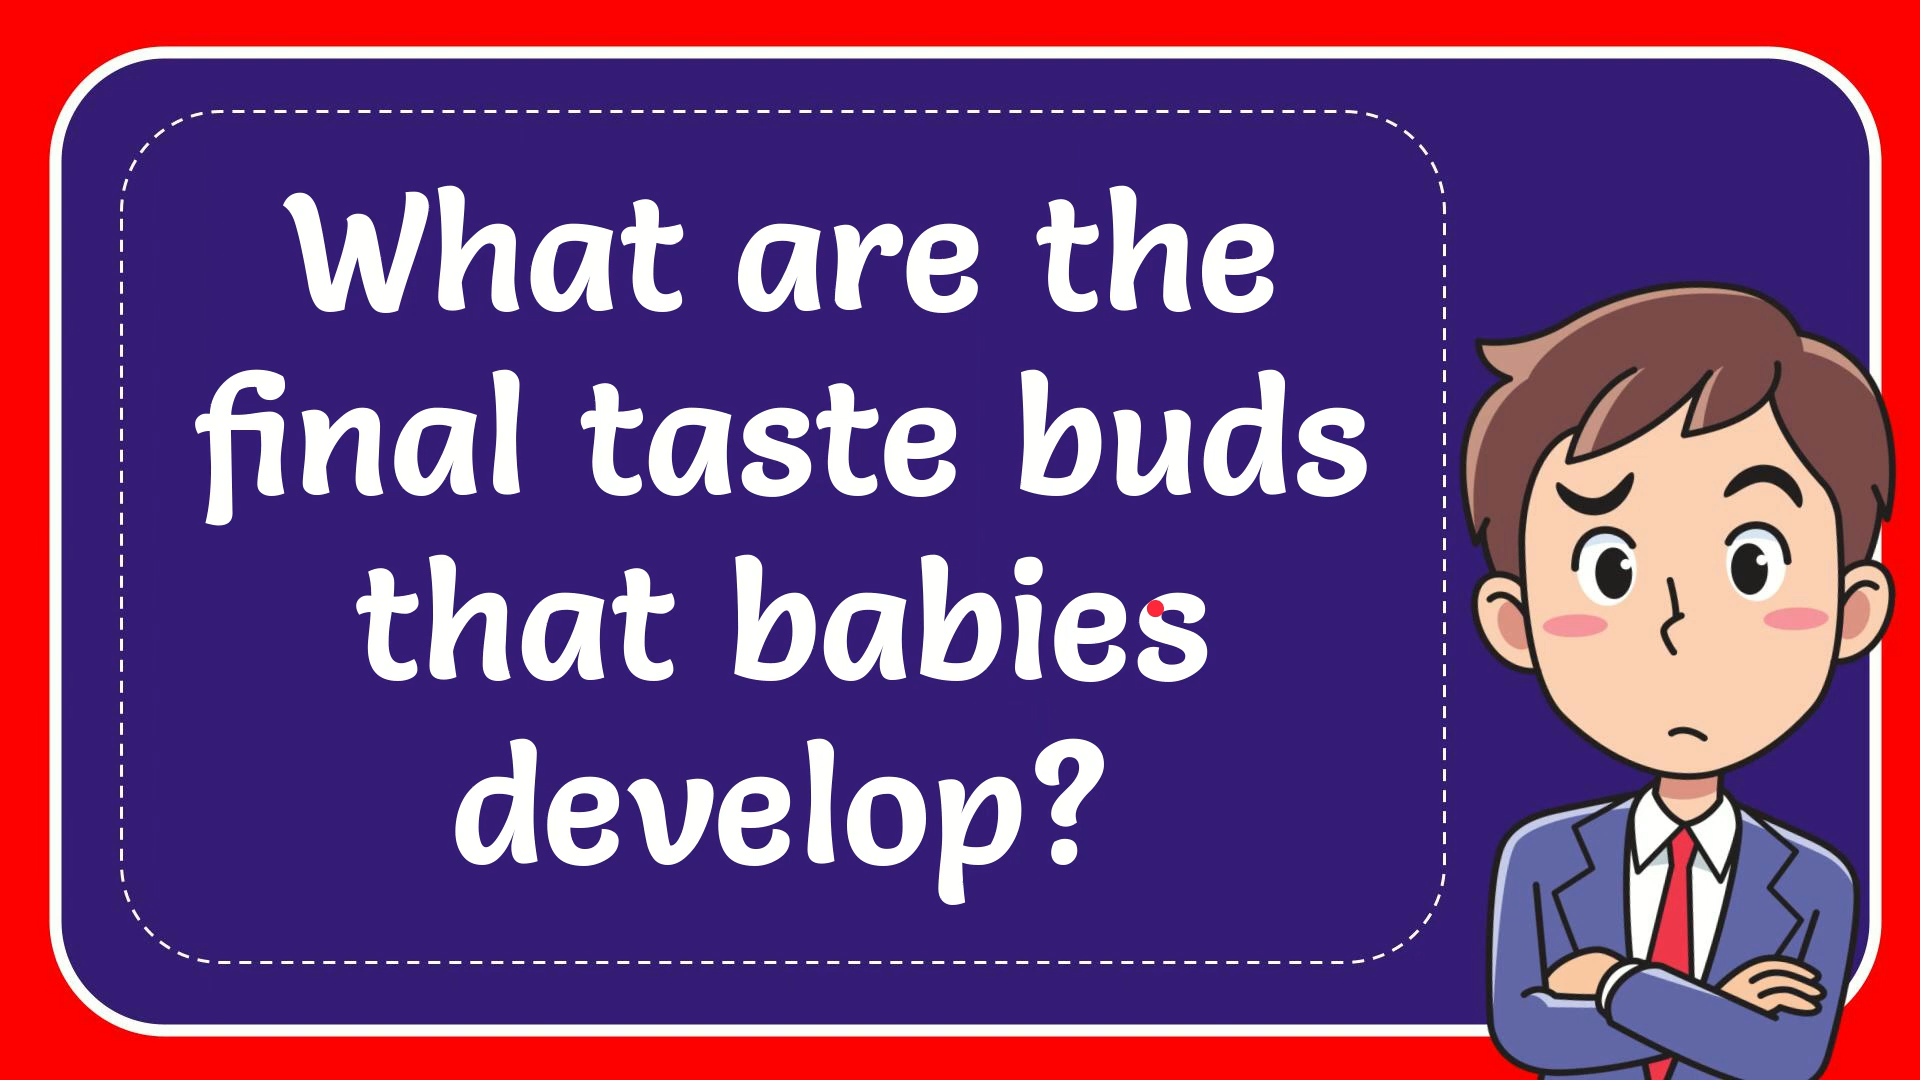 What are the
final taste buds
that babies
develop?